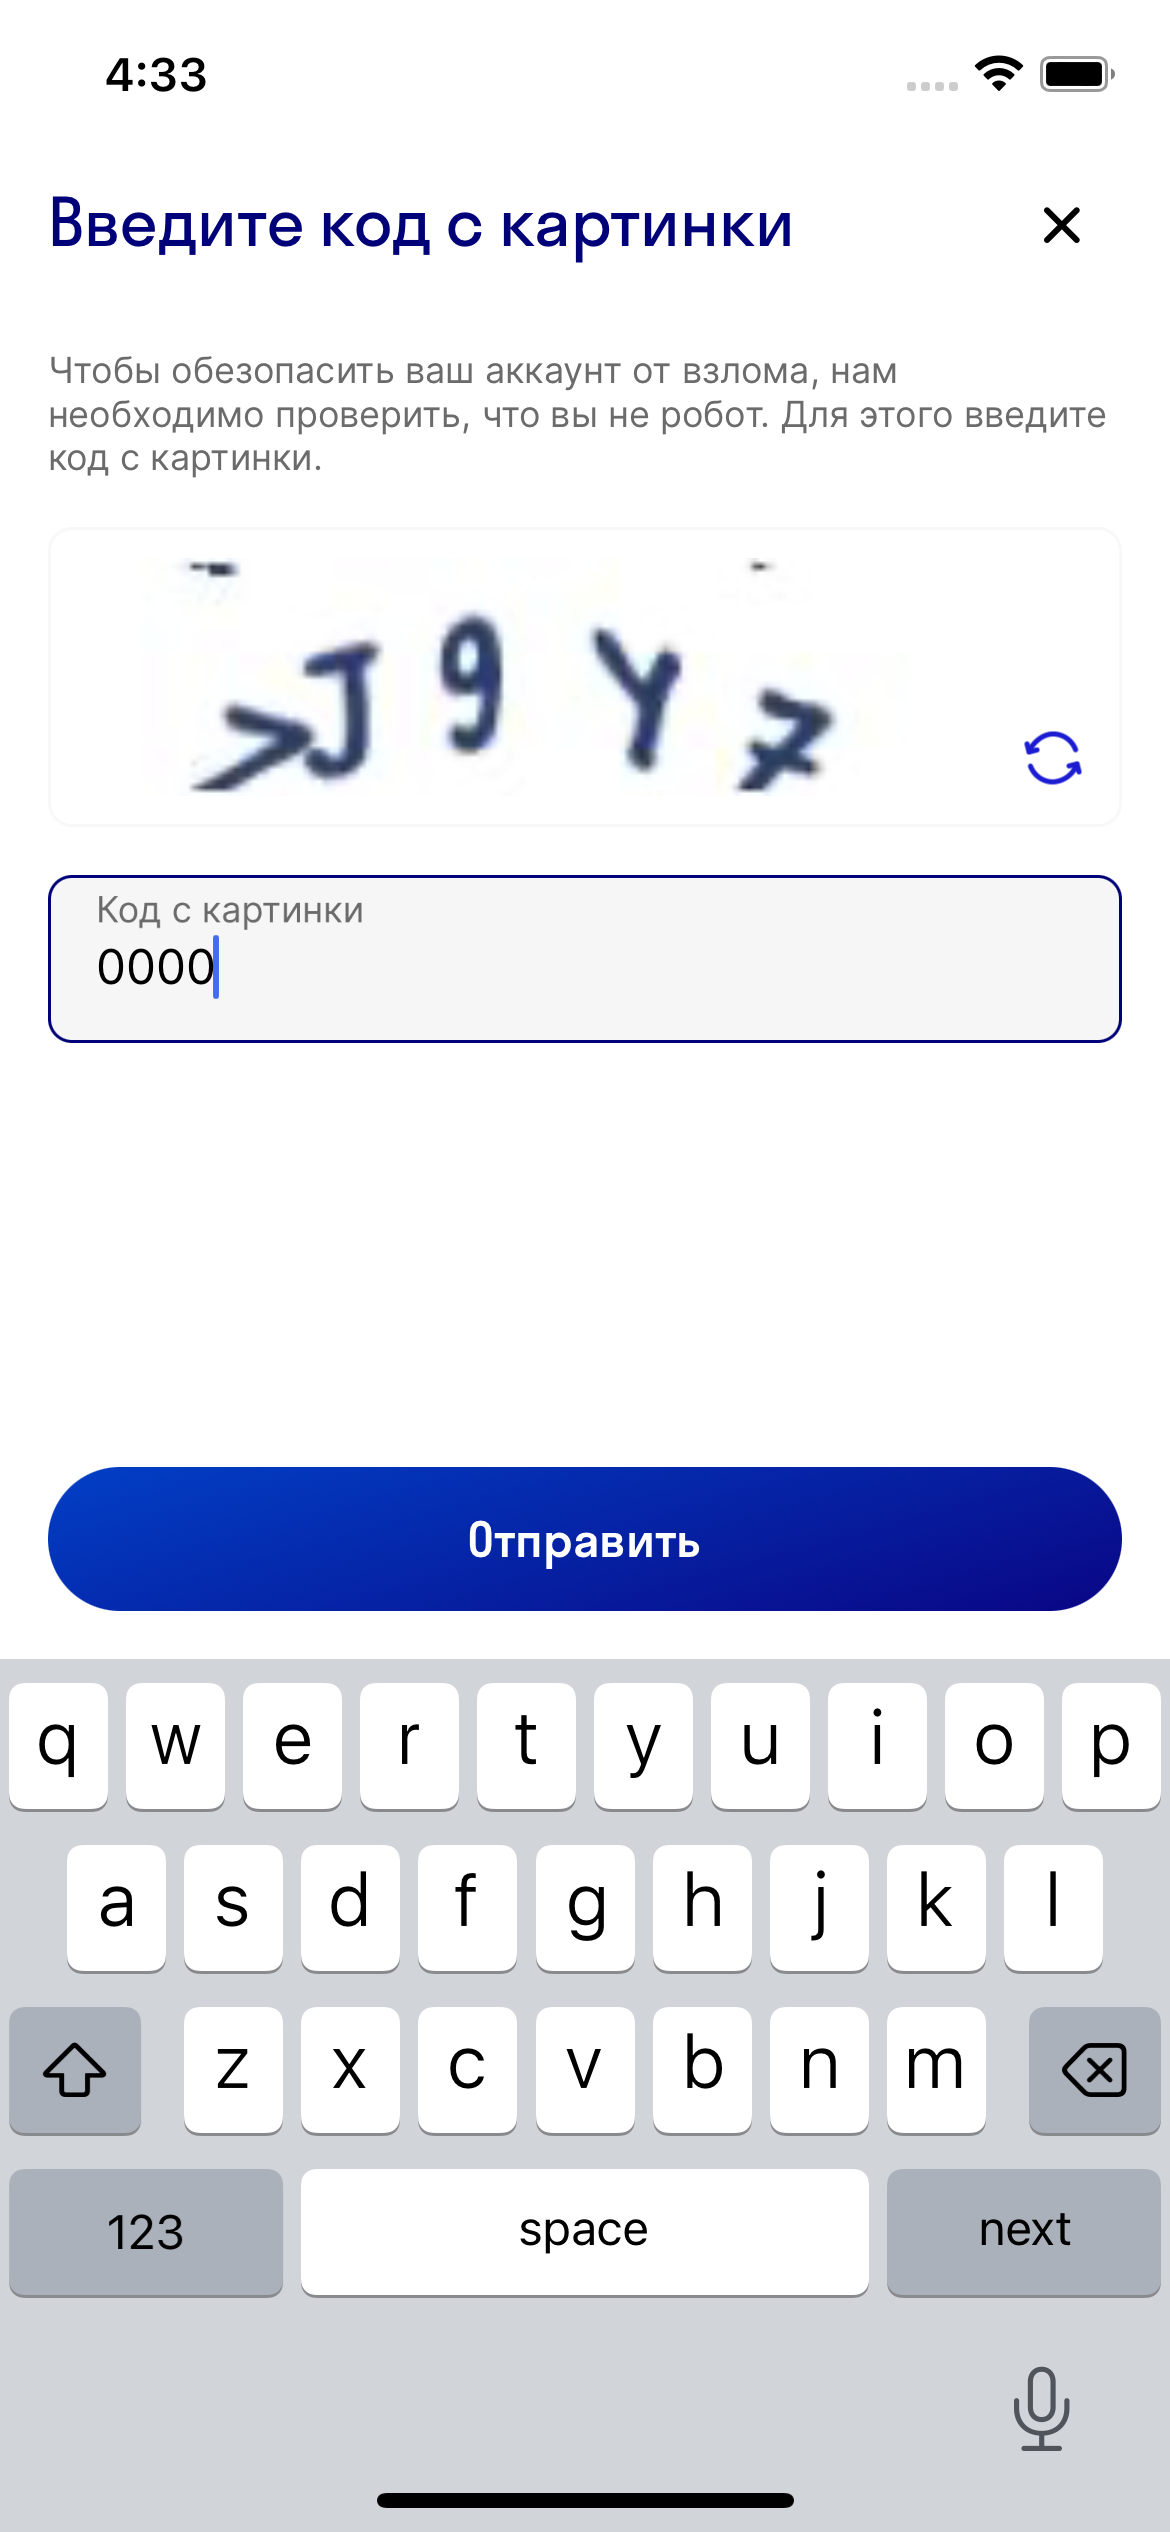 4:33
Введите код с картинки
Чтобы обезопасить ваш аккаунт от взлома, нам
необходимо проверить, что вы не робот. Для этого введите
код с картинки.
Код с картинки
0000
Отправить
q w e r t y u i o p
a s d f g h j k l
z x c v b n m
123 space next